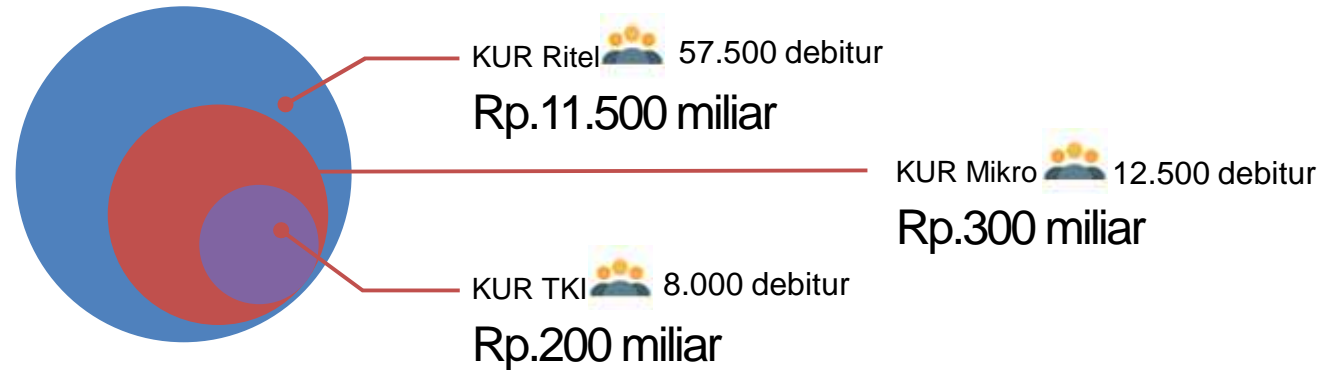 KUR Ritel 57.500 debitur
Rp.11.500 miliar
KUR Mikro 12.500 debitur
Rp.300 miliar
KUR TKI 8.000 debitur
Rp.200 miliar